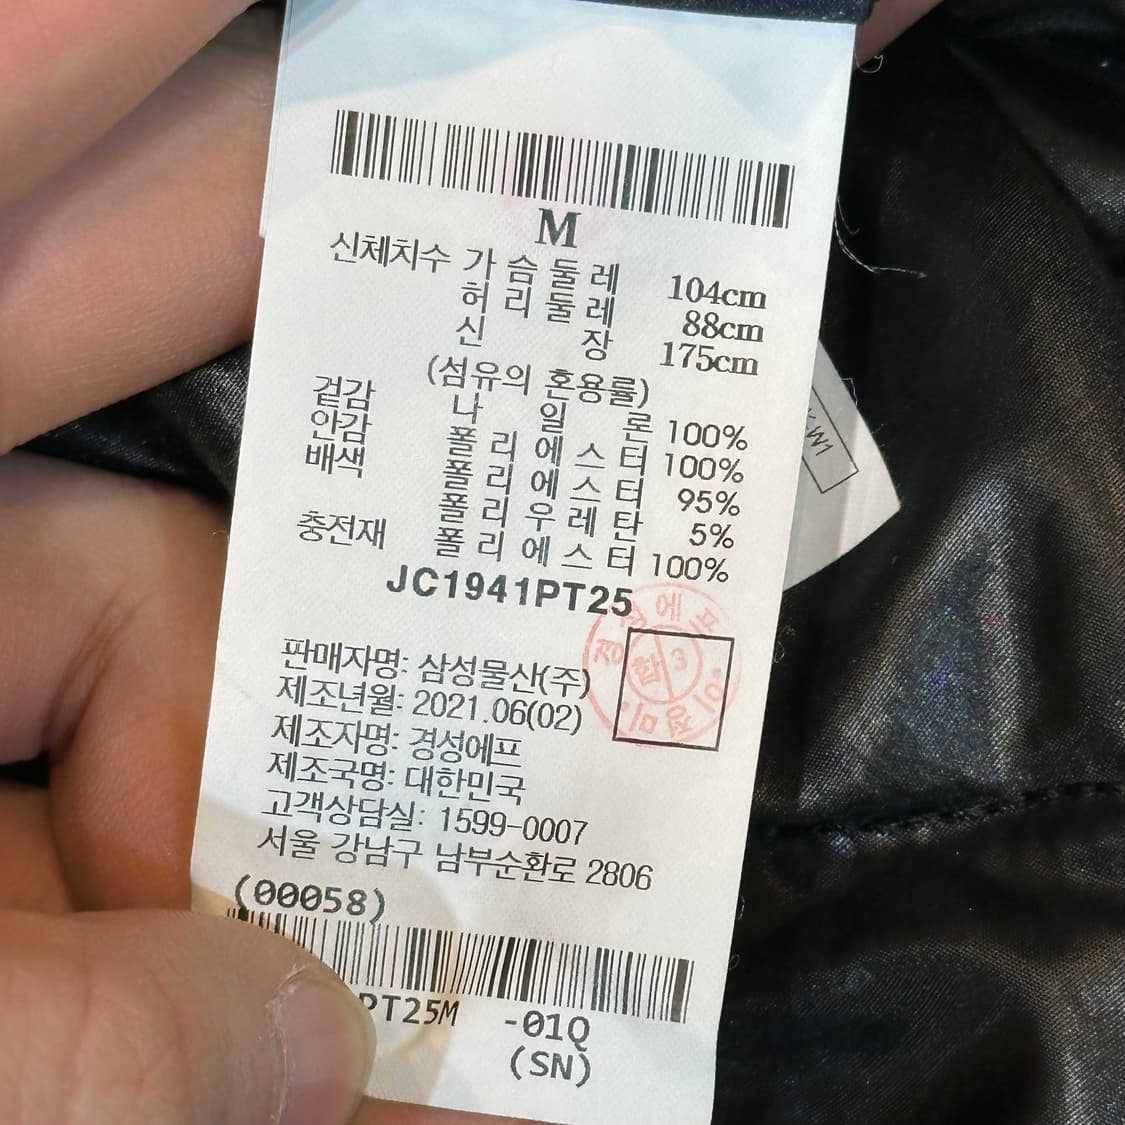 M
신체치수 가슴둘레 104cm
허리둘레 88cm
신장 175cm
(섬유의 혼용률)
겉감 나일론 100%
안감 폴리에스터 100%
배색 폴리에스터 95%
폴리우레탄 5%
충전재 폴리에스터 100%
JC1941PT25
판매자명: 삼성물산(주)
제조년월: 2021.06(02)
제조자명: 경성에프
제조국명: 대한민국
고객상담실: 1599-0007
서울 강남구 남부순환로 2806
(00058)
PT25M -01Q
(SN)